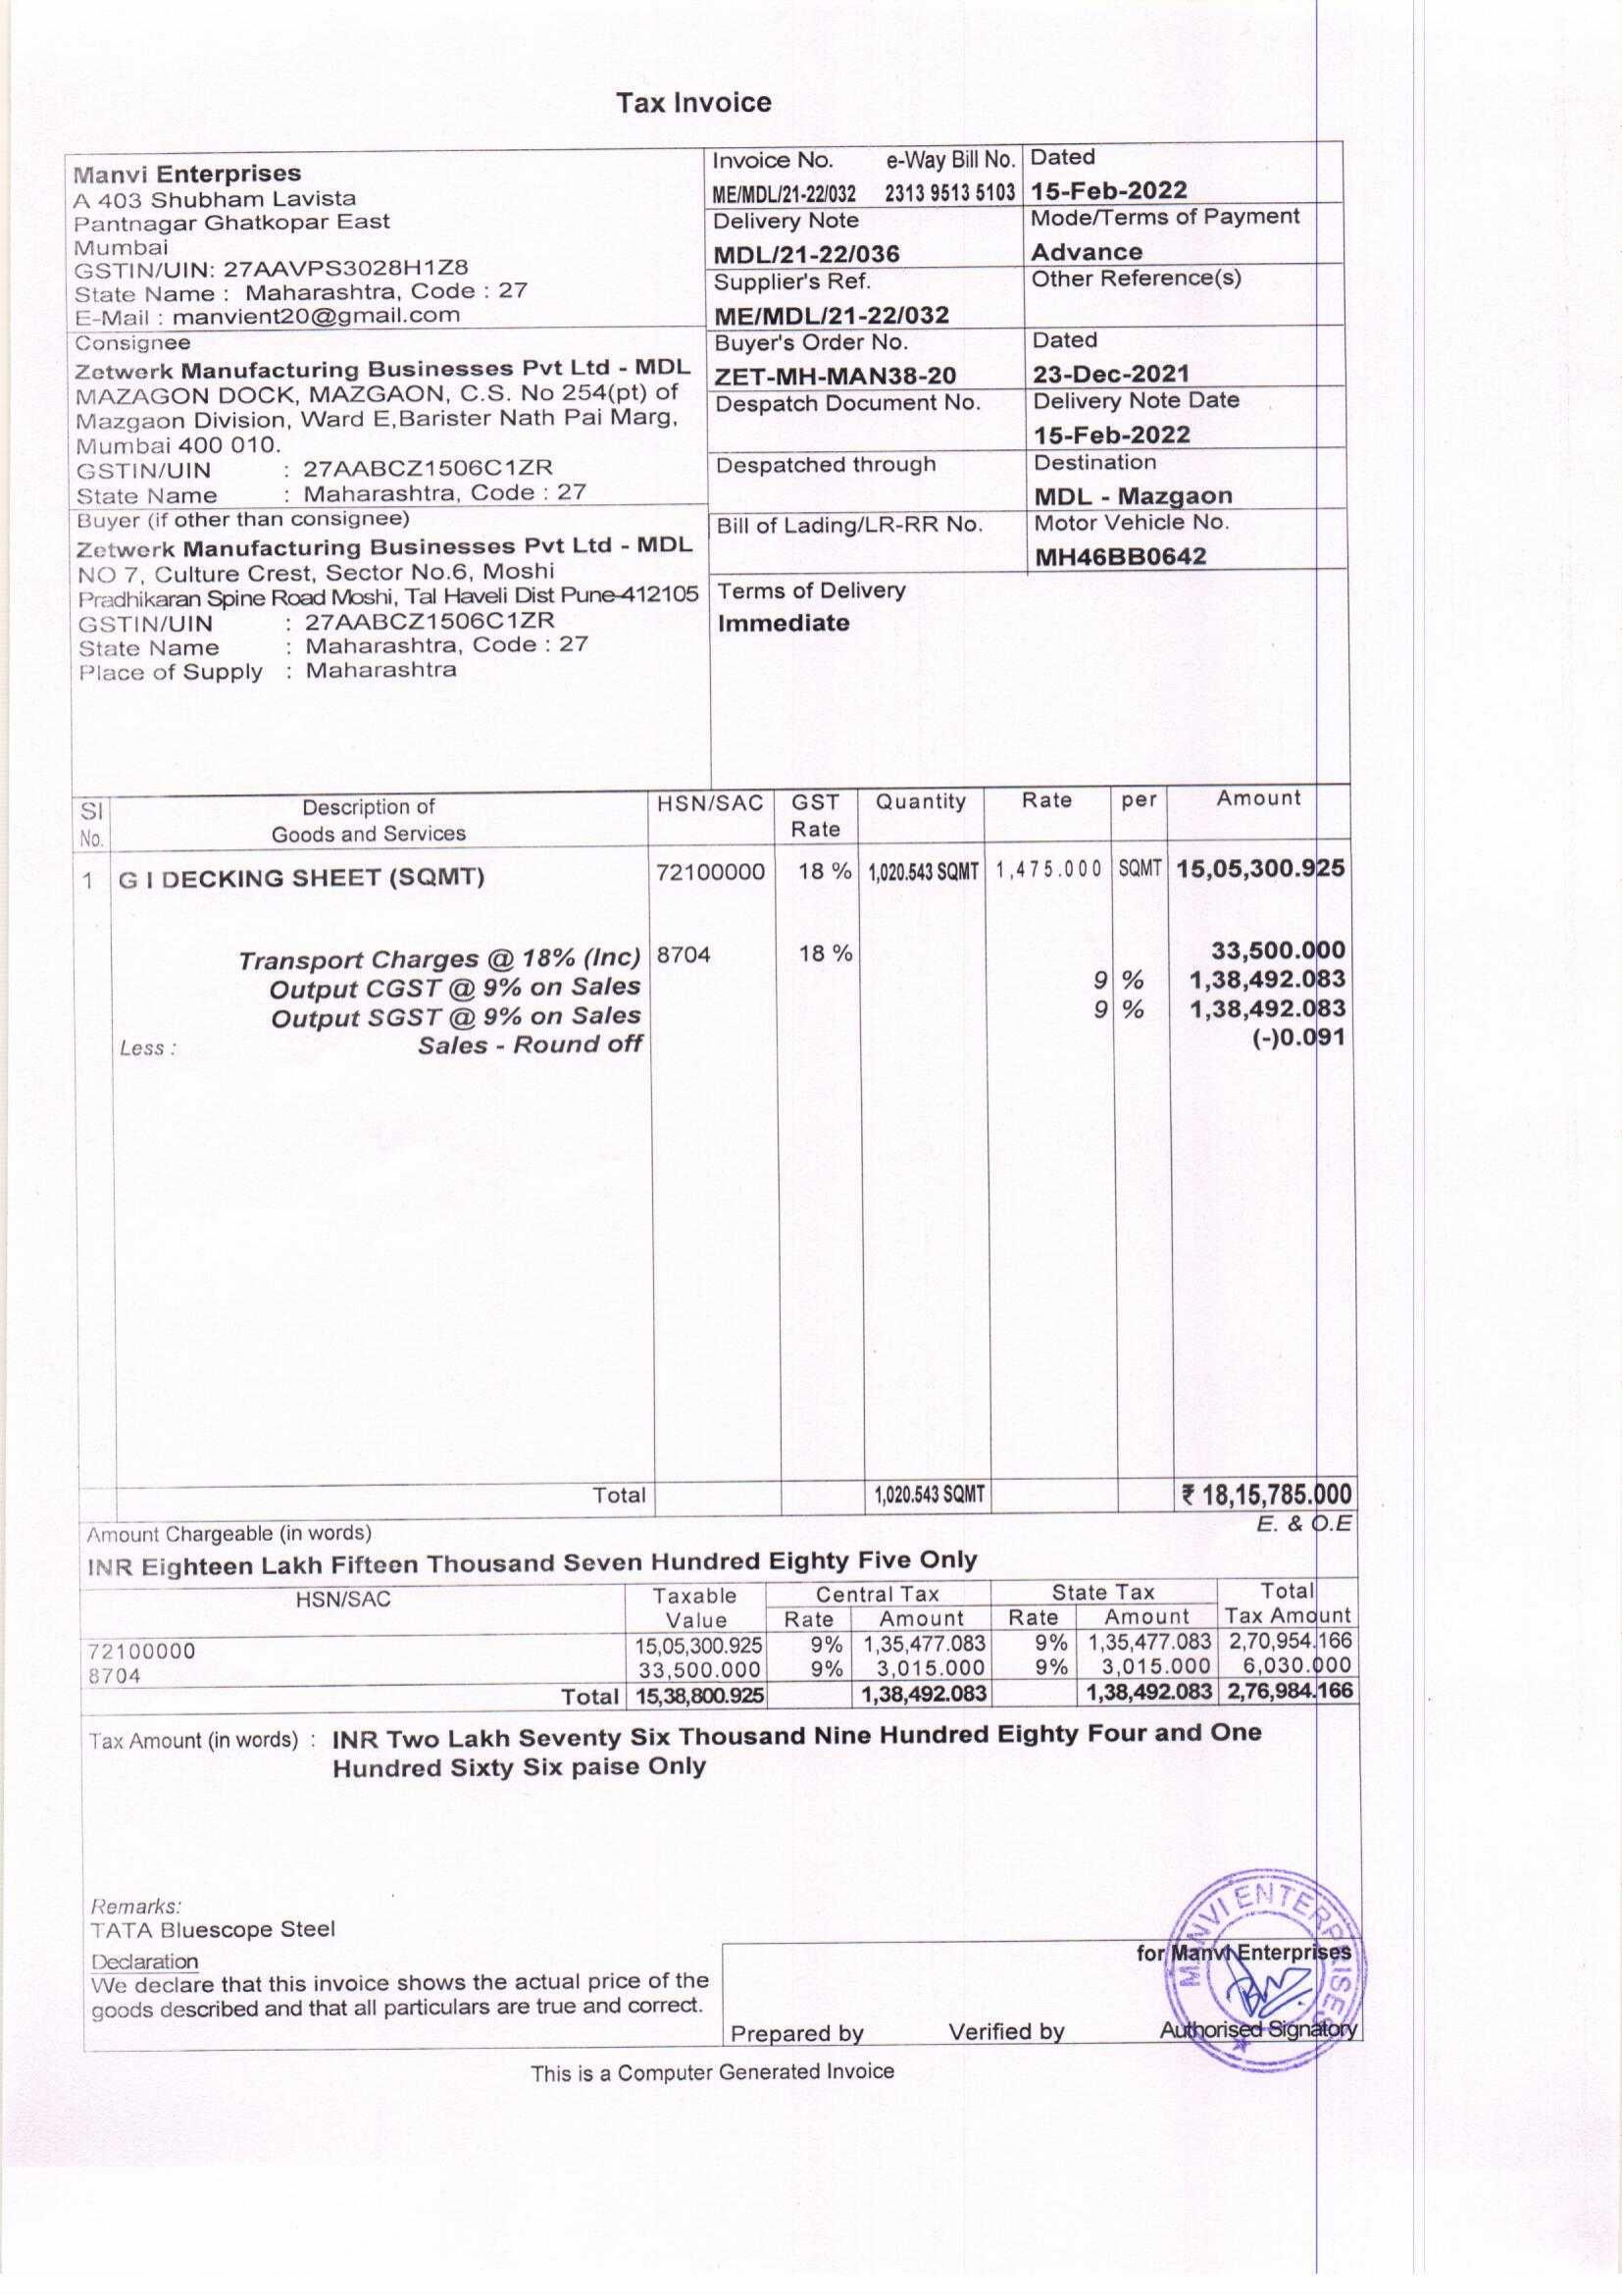 Tax Invoice
Manvi Enterprises
A 403 Shubham Lavista
Pantnagar Ghatkopar East
Mumbai
GSTIN/UIN: 27AAVPS3028H1Z8
State Name : Maharashtra, Code : 27
E-Mail : manvient20@gmail.com
Invoice No. e-Way Bill No. Dated
ME/MDL/21-22/032 2313 9513 5103 15-Feb-2022
Delivery Note Mode/Terms of Payment
MDL/21-22/036 Advance
Supplier's Ref. Other Reference(s)
ME/MDL/21-22/032
Consignee
Zetwerk Manufacturing Businesses Pvt Ltd - MDL
MAZAGON DOCK, MAZGAON, C.S. No 254(pt) of
Mazgaon Division, Ward E,Barister Nath Pai Marg,
Mumbai 400 010.
GSTIN/UIN : 27AABCZ1506C1ZR
State Name : Maharashtra, Code : 27
Buyer's Order No. Dated
ZET-MH-MAN38-20 23-Dec-2021
Despatch Document No. Delivery Note Date
15-Feb-2022
Despatched through Destination
MDL - Mazgaon
Buyer (if other than consignee)
Zetwerk Manufacturing Businesses Pvt Ltd - MDL
NO 7, Culture Crest, Sector No.6, Moshi
Pradhikaran Spine Road Moshi, Tal Haveli Dist Pune-412105
GSTIN/UIN : 27AABCZ1506C1ZR
State Name : Maharashtra, Code : 27
Place of Supply : Maharashtra
Bill of Lading/LR-RR No. Motor Vehicle No.
MH46BB0642
Terms of Delivery
Immediate
Sl Description of HSN/SAC GST Quantity Rate per Amount
No. Goods and Services Rate
1 G I DECKING SHEET (SQMT) 72100000 18 % 1,020.543 SQMT 1,475.000 SQMT 15,05,300.925
Transport Charges @ 18% (Inc) 8704 18 % 33,500.000
Output CGST @ 9% on Sales 9 % 1,38,492.083
Output SGST @ 9% on Sales 9 % 1,38,492.083
Less : Sales - Round off (-)0.091
Total 1,020.543 SQMT ₹ 18,15,785.000
Amount Chargeable (in words) E. & O.E
INR Eighteen Lakh Fifteen Thousand Seven Hundred Eighty Five Only
HSN/SAC Taxable Central Tax State Tax Total
Value Rate Amount Rate Amount Tax Amount
72100000 15,05,300.925 9% 1,35,477.083 9% 1,35,477.083 2,70,954.166
8704 33,500.000 9% 3,015.000 9% 3,015.000 6,030.000
Total 15,38,800.925 1,38,492.083 1,38,492.083 2,76,984.166
Tax Amount (in words) : INR Two Lakh Seventy Six Thousand Nine Hundred Eighty Four and One
Hundred Sixty Six paise Only
Remarks:
TATA Bluescope Steel
Declaration
We declare that this invoice shows the actual price of the
goods described and that all particulars are true and correct.
for Manvi Enterprises
MANVI ENTERPRISES
Prepared by Verified by Authorised Signatory
This is a Computer Generated Invoice